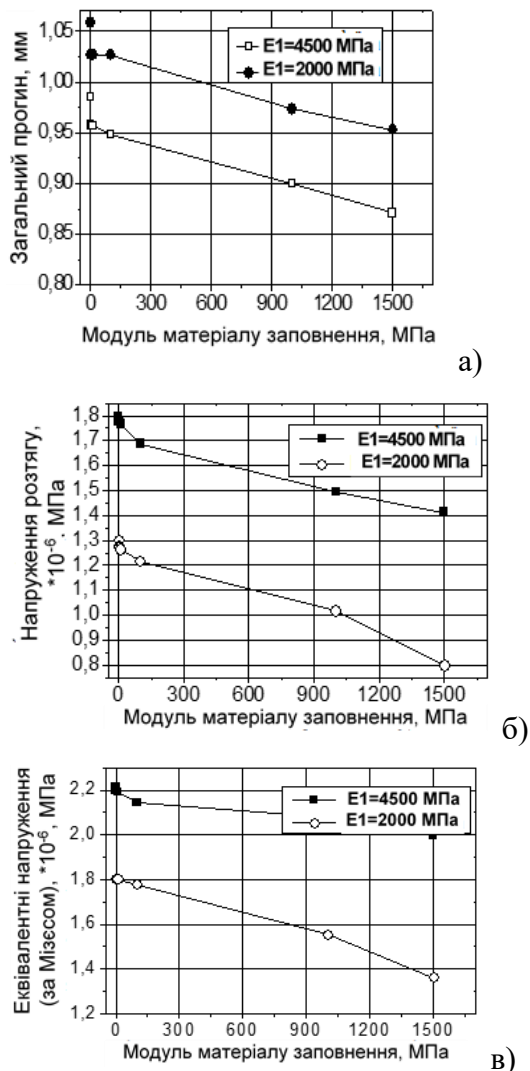 Загальний прогин, мм
1,05
1,00
0,95
0,90
0,85
0,80
E1=4500 МПа
E1=2000 МПа
0 300 600 900 1200 1500
Модуль матеріалу заповнення, МПа
а)
Напруження розтягу,
*10⁻⁶. МПа
1,8
1,7
1,6
1,5
1,4
1,3
1,2
1,1
1,0
0,9
0,8
E1=4500 МПа
E1=2000 МПа
0 300 600 900 1200 1500
Модуль матеріалу заповнення, МПа
б)
Еквівалентні напруження
(за Мізєсом), *10⁻⁶, МПа
2,2
2,0
1,8
1,6
1,4
1,2
E1=4500 МПа
E1=2000 МПа
0 300 600 900 1200 1500
Модуль матеріалу заповнення, МПа
в)